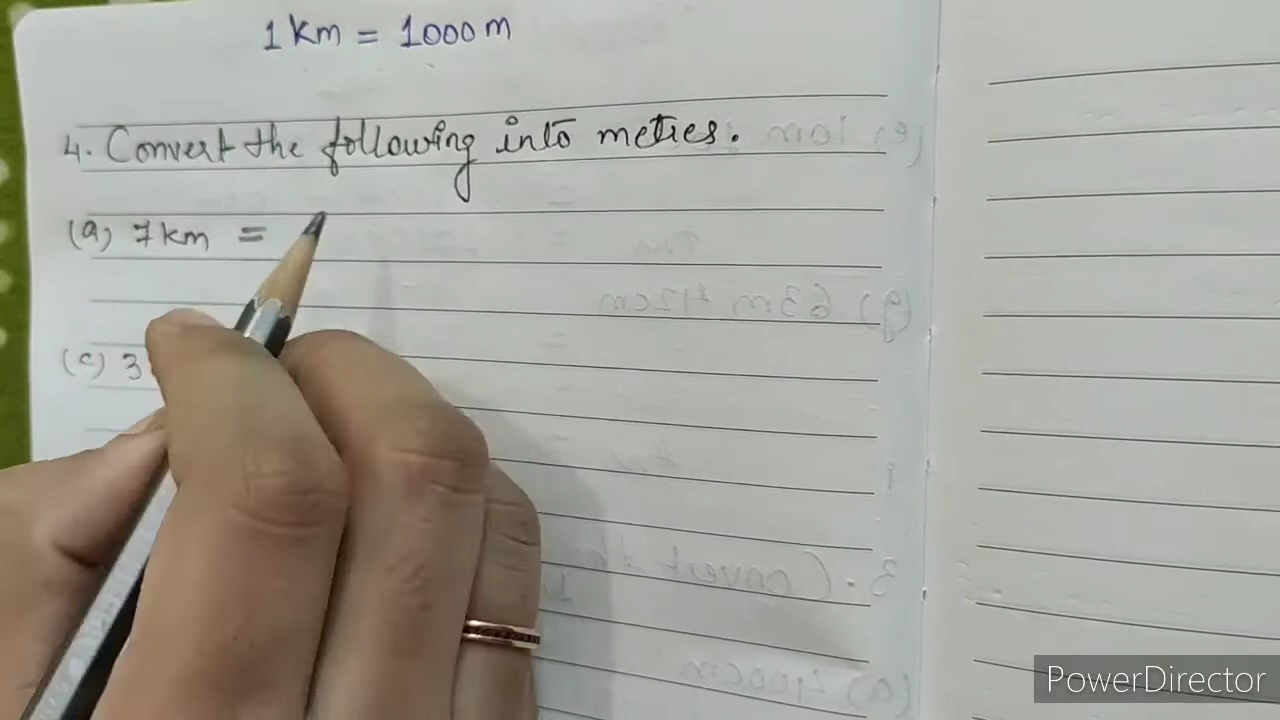 1 km = 1000 m
4. Convert the following into metres.
(a) 7 km =
(c) 3
PowerDirector